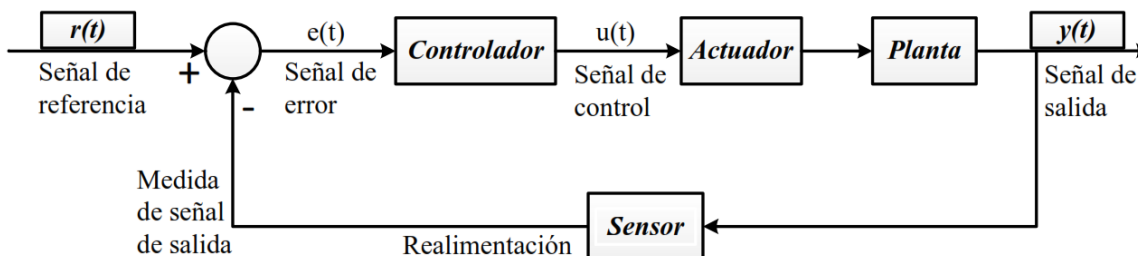 r(t)
Señal de
referencia
+
-
e(t)
Señal de
error
Controlador
u(t)
Señal de
control
Actuador
Planta
y(t)
Señal de
salida
Medida
de señal
de salida
Realimentación
Sensor